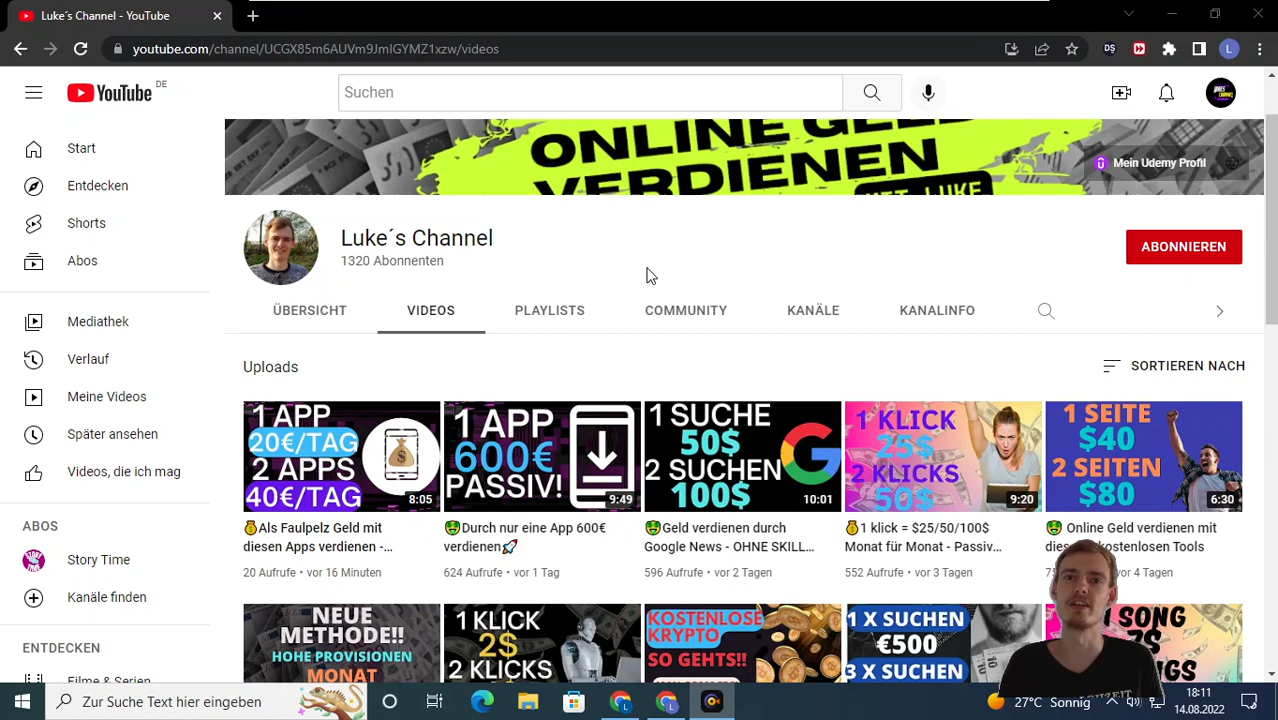 Luke´s Channel - YouTube
youtube.com/channel/UCGX85m6AUVm9JmIGYMZ1xzw/videos
L
YouTube DE
Suchen
Start
Entdecken
Shorts
Abos
Mediathek
Verlauf
Meine Videos
Später ansehen
Videos, die ich mag
ABOS
Story Time
Kanäle finden
ENTDECKEN
Filme & Serien
ONLINE GELD
VERDIENEN
MIT LUKE
Mein Udemy Profil
Luke´s Channel
1320 Abonnenten
ABONNIEREN
ÜBERSICHT
VIDEOS
PLAYLISTS
COMMUNITY
KANÄLE
KANALINFO
Uploads
SORTIEREN NACH
1 APP
20€/TAG
2 APPS
40€/TAG
8:05
1 APP
600€
PASSIV!
9:49
1 SUCHE
50$
2 SUCHEN
100$
10:01
1 KLICK
25$
2 KLICKS
50$
9:20
1 SEITE
$40
2 SEITEN
$80
6:30
Als Faulpelz Geld mit
diesen Apps verdienen -...
20 Aufrufe • vor 16 Minuten
Durch nur eine App 600€
verdienen
624 Aufrufe • vor 1 Tag
Geld verdienen durch
Google News - OHNE SKILL...
596 Aufrufe • vor 2 Tagen
1 klick = $25/50/100$
Monat für Monat - Passiv...
552 Aufrufe • vor 3 Tagen
Online Geld verdienen mit
kostenlosen Tools
vor 4 Tagen
NEUE
METHODE!!
HOHE PROVISIONEN
MONAT
1 KLICK
2$
2 KLICKS
KOSTENLOSE
KRYPTO
SO GEHTS!!
1 X SUCHEN
€500
3 X SUCHEN
SONG
7$
Zur Suche Text hier eingeben
27°C Sonnig
18:11
14.08.2022